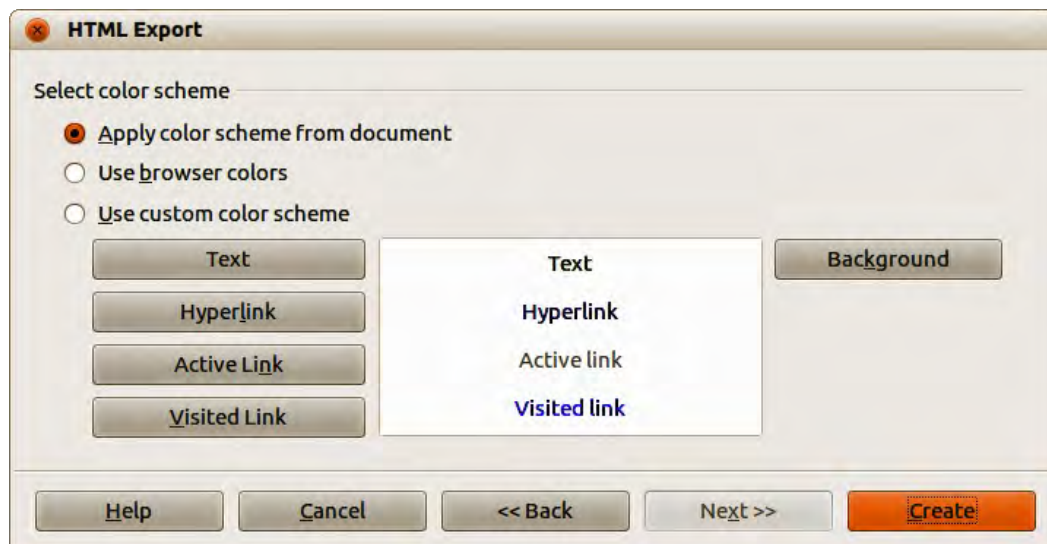 HTML Export
Select color scheme
Apply color scheme from document
Use browser colors
Use custom color scheme
Text
Text
Background
Hyperlink
Hyperlink
Active Link
Active link
Visited Link
Visited link
Help
Cancel
<< Back
Next >>
Create